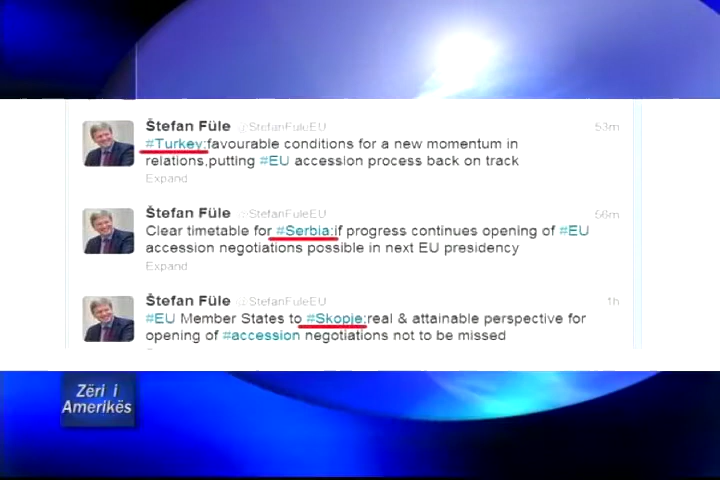 Štefan Füle @StefanFuleEU 53m
#Turkey:favourable conditions for a new momentum in
relations,putting #EU accession process back on track
Expand
Štefan Füle @StefanFuleEU 56m
Clear timetable for #Serbia:if progress continues opening of #EU
accession negotiations possible in next EU presidency
Expand
Štefan Füle @StefanFuleEU 1h
#EU Member States to #Skopje:real & attainable perspective for
opening of #accession negotiations not to be missed
Zëri i
Amerikës